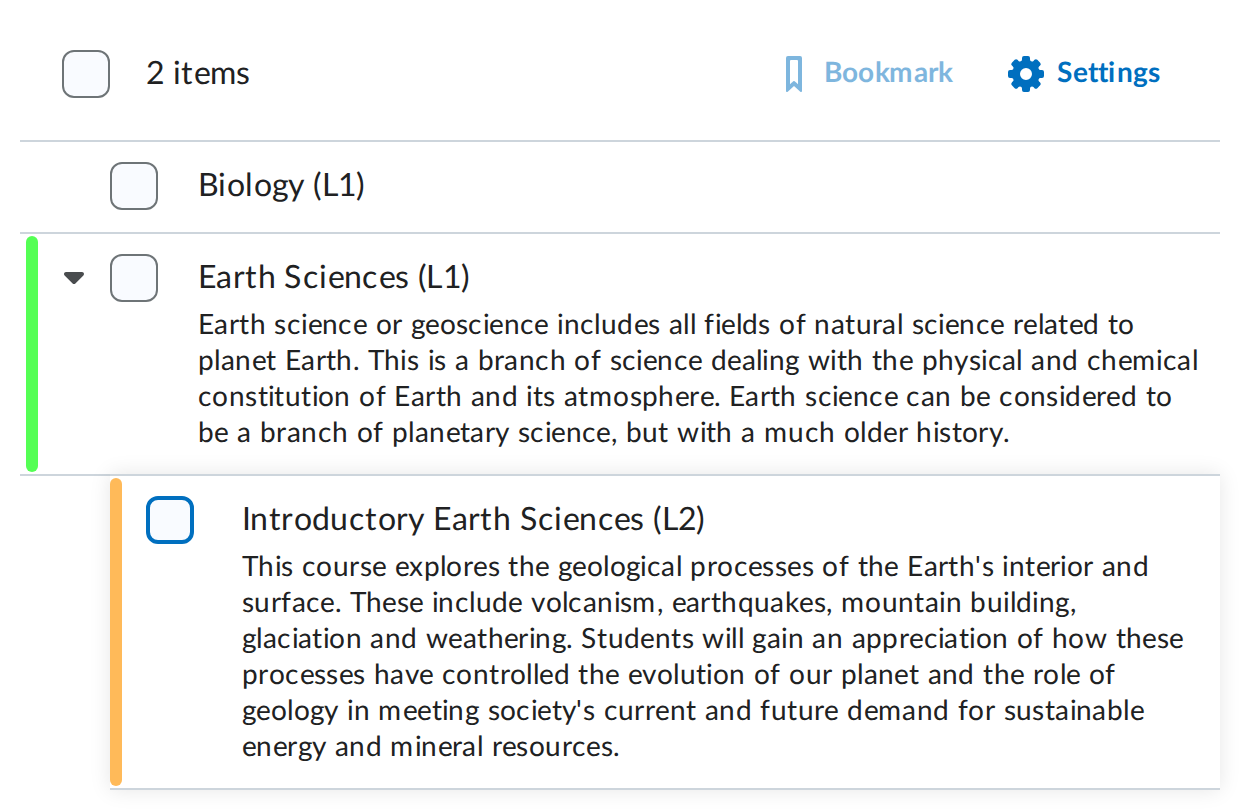 2 items
Bookmark
Settings
Biology (L1)
Earth Sciences (L1)
Earth science or geoscience includes all fields of natural science related to
planet Earth. This is a branch of science dealing with the physical and chemical
constitution of Earth and its atmosphere. Earth science can be considered to
be a branch of planetary science, but with a much older history.
Introductory Earth Sciences (L2)
This course explores the geological processes of the Earth's interior and
surface. These include volcanism, earthquakes, mountain building,
glaciation and weathering. Students will gain an appreciation of how these
processes have controlled the evolution of our planet and the role of
geology in meeting society's current and future demand for sustainable
energy and mineral resources.